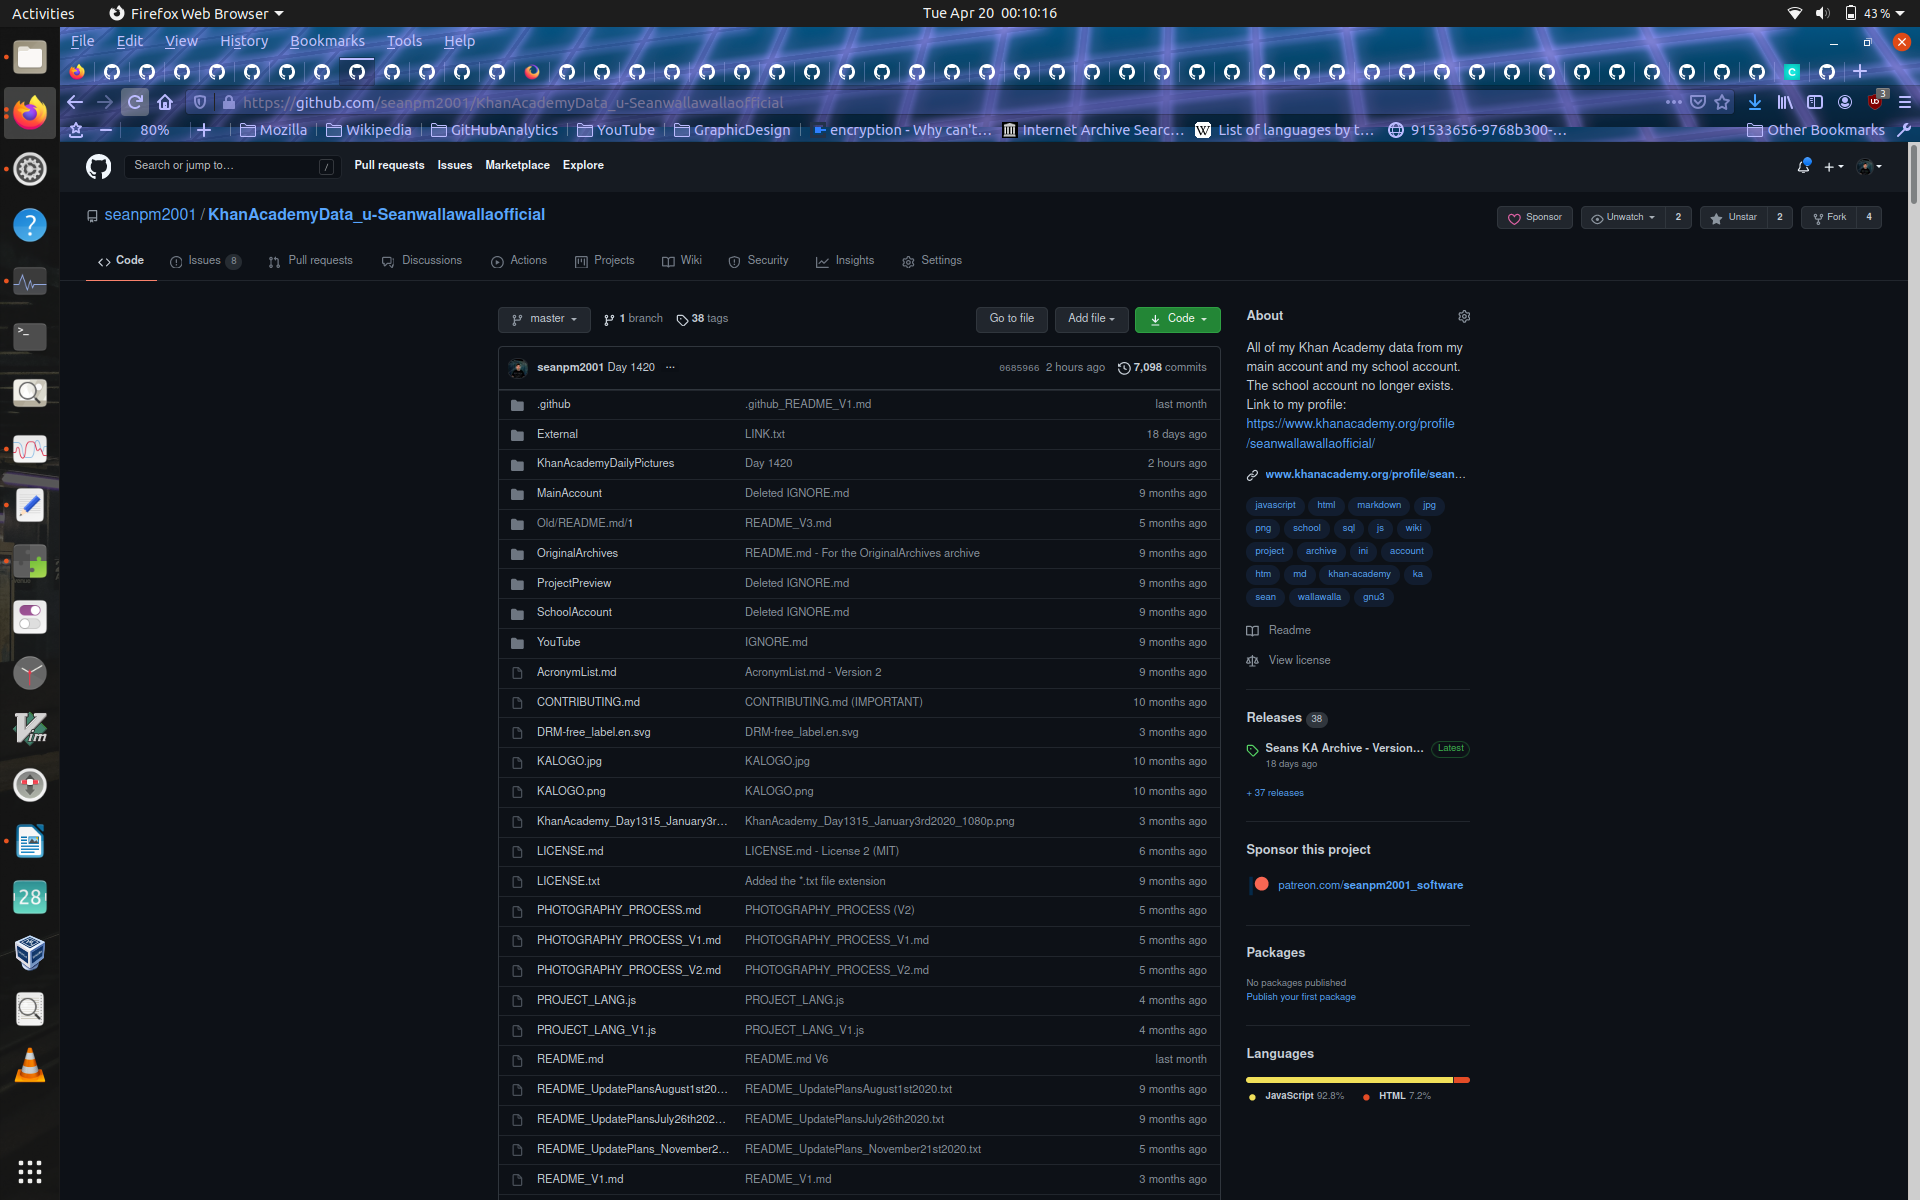 Activities
Firefox Web Browser
Tue Apr 20 00:10:16
43 %
File Edit View History Bookmarks Tools Help
https://github.com/seanpm2001/KhanAcademyData_u-Seanwallawallaofficial
3
80%
Mozilla
Wikipedia
GitHubAnalytics
YouTube
GraphicDesign
encryption - Why can't…
Internet Archive Searc…
List of languages by t…
91533656-9768b300-…
Other Bookmarks
Search or jump to…
/
Pull requests Issues Marketplace Explore
seanpm2001 / KhanAcademyData_u-Seanwallawallaofficial
Sponsor
Unwatch 2
Unstar 2
Fork 4
Code
Issues 8
Pull requests
Discussions
Actions
Projects
Wiki
Security
Insights
Settings
master
1 branch
38 tags
Go to file
Add file
Code
seanpm2001 Day 1420 ...
0685966 2 hours ago
7,098 commits
.github .github_README_V1.md last month
External LINK.txt 18 days ago
KhanAcademyDailyPictures Day 1420 2 hours ago
MainAccount Deleted IGNORE.md 9 months ago
Old/README.md/1 README_V3.md 5 months ago
OriginalArchives README.md - For the OriginalArchives archive 9 months ago
ProjectPreview Deleted IGNORE.md 9 months ago
SchoolAccount Deleted IGNORE.md 9 months ago
YouTube IGNORE.md 9 months ago
AcronymList.md AcronymList.md - Version 2 9 months ago
CONTRIBUTING.md CONTRIBUTING.md (IMPORTANT) 10 months ago
DRM-free_label.en.svg DRM-free_label.en.svg 3 months ago
KALOGO.jpg KALOGO.jpg 10 months ago
KALOGO.png KALOGO.png 10 months ago
KhanAcademy_Day1315_January3r… KhanAcademy_Day1315_January3rd2020_1080p.png 3 months ago
LICENSE.md LICENSE.md - License 2 (MIT) 6 months ago
LICENSE.txt Added the *.txt file extension 9 months ago
PHOTOGRAPHY_PROCESS.md PHOTOGRAPHY_PROCESS (V2) 5 months ago
PHOTOGRAPHY_PROCESS_V1.md PHOTOGRAPHY_PROCESS_V1.md 5 months ago
PHOTOGRAPHY_PROCESS_V2.md PHOTOGRAPHY_PROCESS_V2.md 5 months ago
PROJECT_LANG.js PROJECT_LANG.js 4 months ago
PROJECT_LANG_V1.js PROJECT_LANG_V1.js 4 months ago
README.md README.md V6 last month
README_UpdatePlansAugust1st20… README_UpdatePlansAugust1st2020.txt 9 months ago
README_UpdatePlansJuly26th202… README_UpdatePlansJuly26th2020.txt 9 months ago
README_UpdatePlans_November2… README_UpdatePlans_November21st2020.txt 5 months ago
README_V1.md README_V1.md 3 months ago
About
All of my Khan Academy data from my
main account and my school account.
The school account no longer exists.
Link to my profile:
https://www.khanacademy.org/profile
/seanwallawallaofficial/
www.khanacademy.org/profile/sean…
javascript html markdown jpg
png school sql js wiki
project archive ini account
htm md khan-academy ka
sean wallawalla gnu3
Readme
View license
Releases 38
Seans KA Archive - Version… Latest
18 days ago
+ 37 releases
Sponsor this project
patreon.com/seanpm2001_software
Packages
No packages published
Publish your first package
Languages
JavaScript 92.8% HTML 7.2%
28